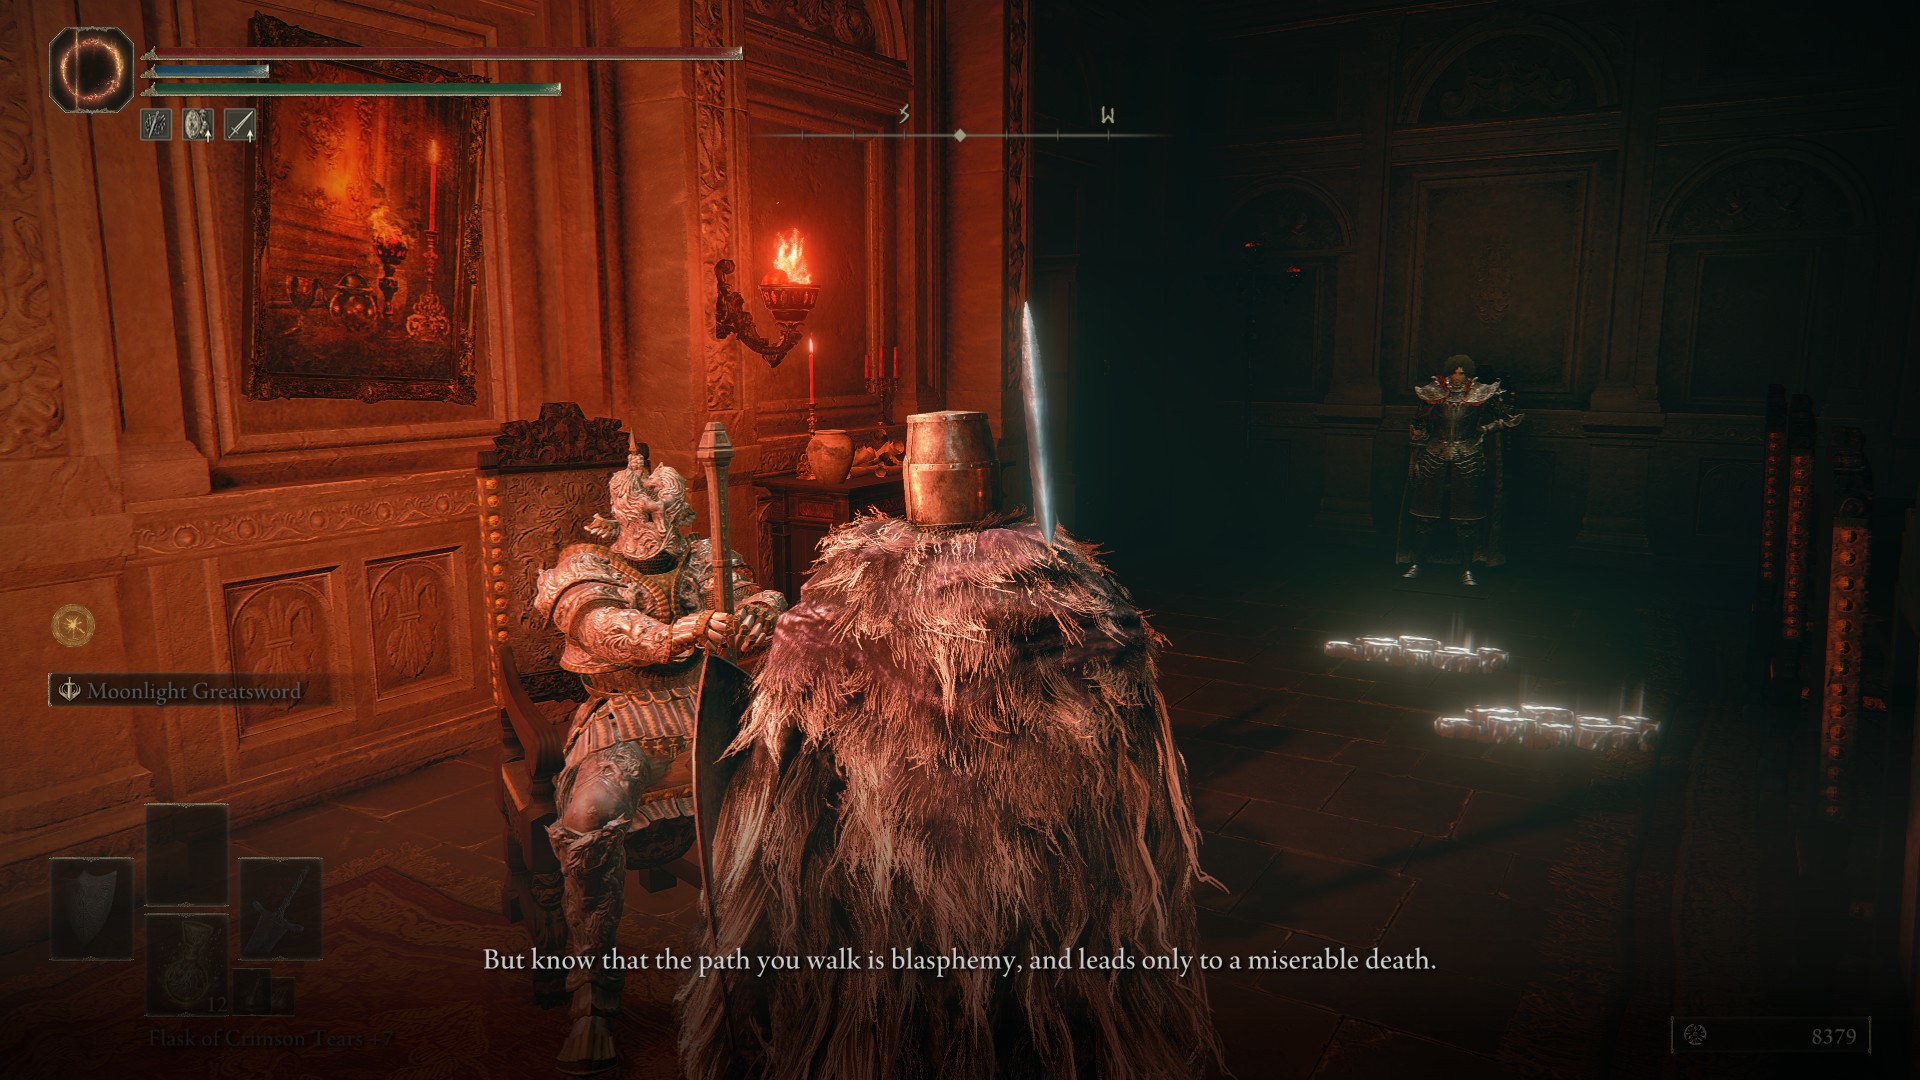 S W
Moonlight Greatsword
But know that the path you walk is blasphemy, and leads only to a miserable death.
12
Flask of Crimson Tears +7
8379